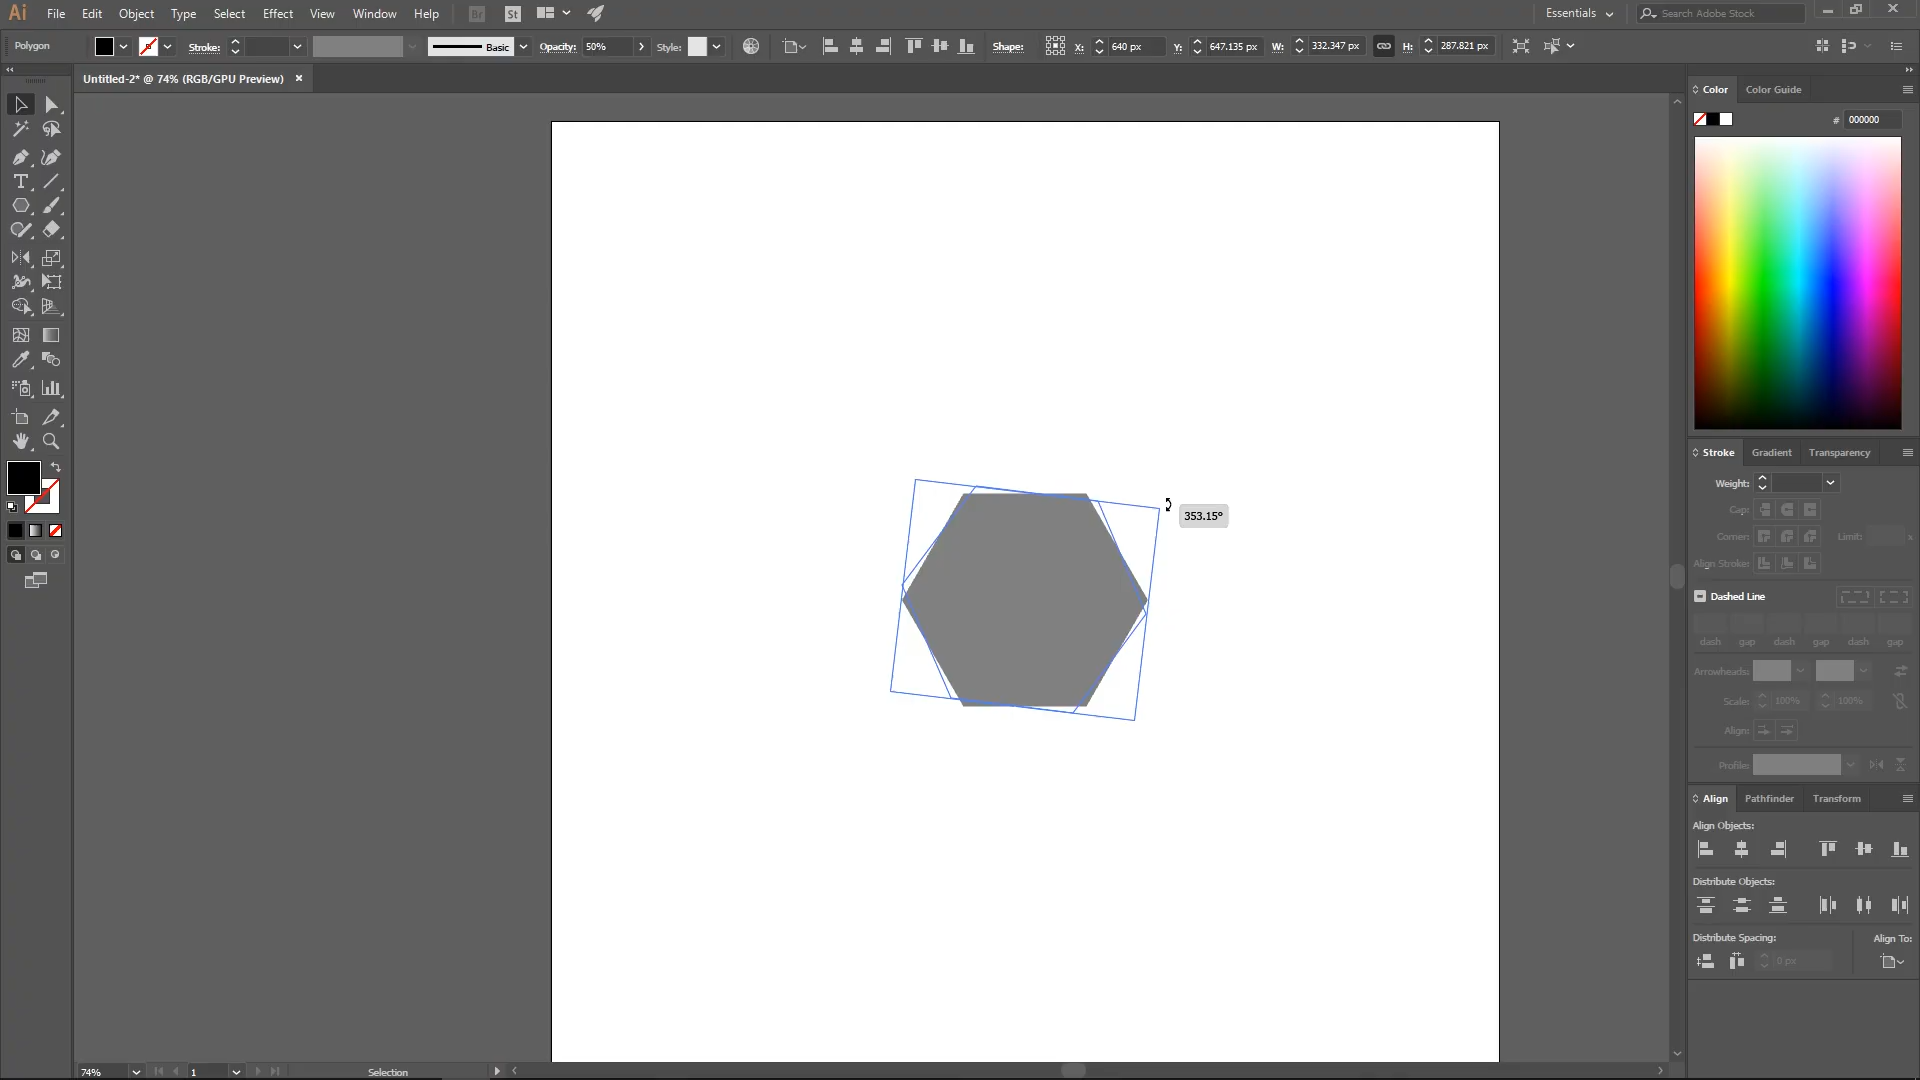 Ai File Edit Object Type Select Effect View Window Help Br St Essentials Search Adobe Stock
Polygon Stroke: Basic Opacity: 50% Style: Shape: X: 640 px Y: 647.135 px W: 332.347 px H: 287.821 px
Untitled-2* @ 74% (RGB/GPU Preview)
Color Color Guide
# 000000
353.15°
Stroke Gradient Transparency
Weight:
Cap:
Corner: Limit: x
Align Stroke:
Dashed Line
dash gap dash gap dash gap
Arrowheads:
Scale: 100% 100%
Align:
Profile:
Align Pathfinder Transform
Align Objects:
Distribute Objects:
Distribute Spacing: Align To:
0 px
74% 1 Selection